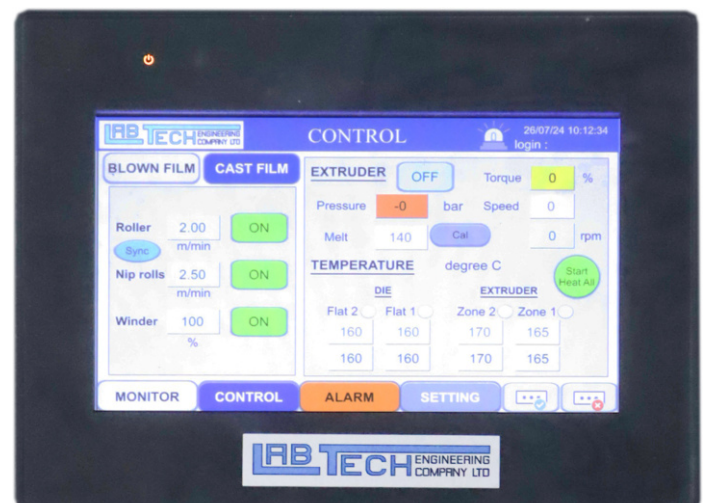 LAB TECH ENGINEERING COMPANY LTD
CONTROL
26/07/24 10:12:34
login :
BLOWN FILM
CAST FILM
Roller 2.00 ON
Sync m/min
Nip rolls 2.50 ON
m/min
Winder 100 ON
%
EXTRUDER OFF Torque 0 %
Pressure -0 bar Speed 0
Melt 140 Cal 0 rpm
TEMPERATURE degree C Start Heat All
DIE EXTRUDER
Flat 2 Flat 1 Zone 2 Zone 1
160 160 170 165
160 160 170 165
MONITOR CONTROL ALARM SETTING
LAB TECH ENGINEERING COMPANY LTD